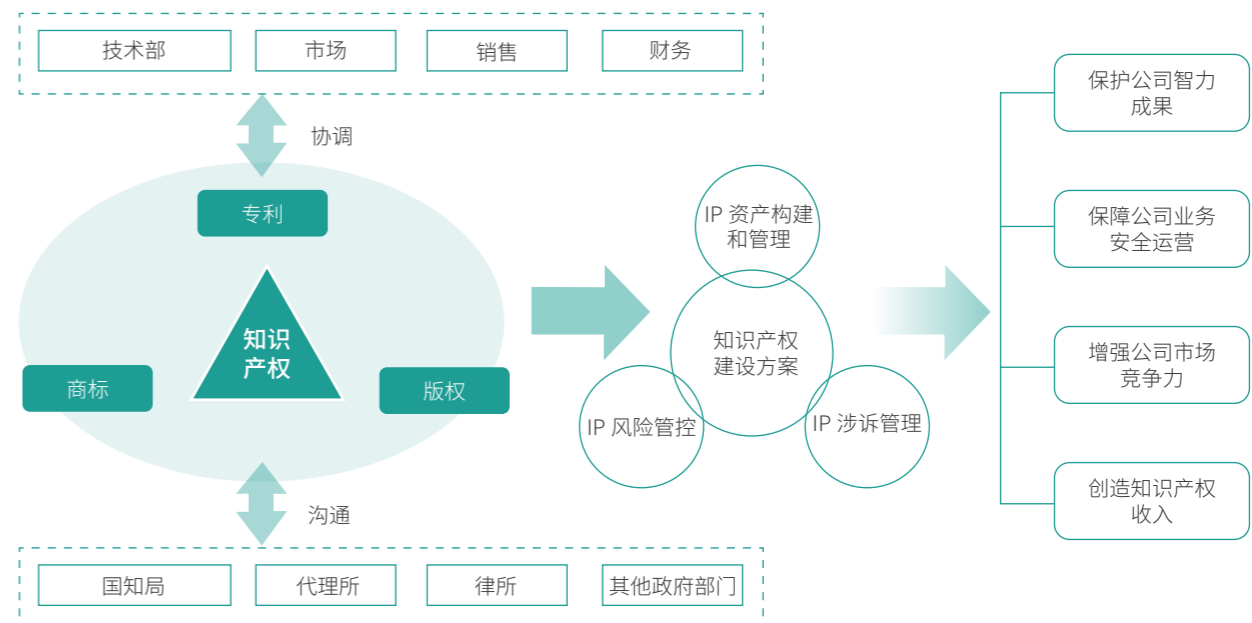 技术部
市场
销售
财务
协调
专利
知识
产权
商标
版权
沟通
国知局
代理所
律所
其他政府部门
IP 资产构建
和管理
知识产权
建设方案
IP 风险管控
IP 涉诉管理
保护公司智力
成果
保障公司业务
安全运营
增强公司市场
竞争力
创造知识产权
收入